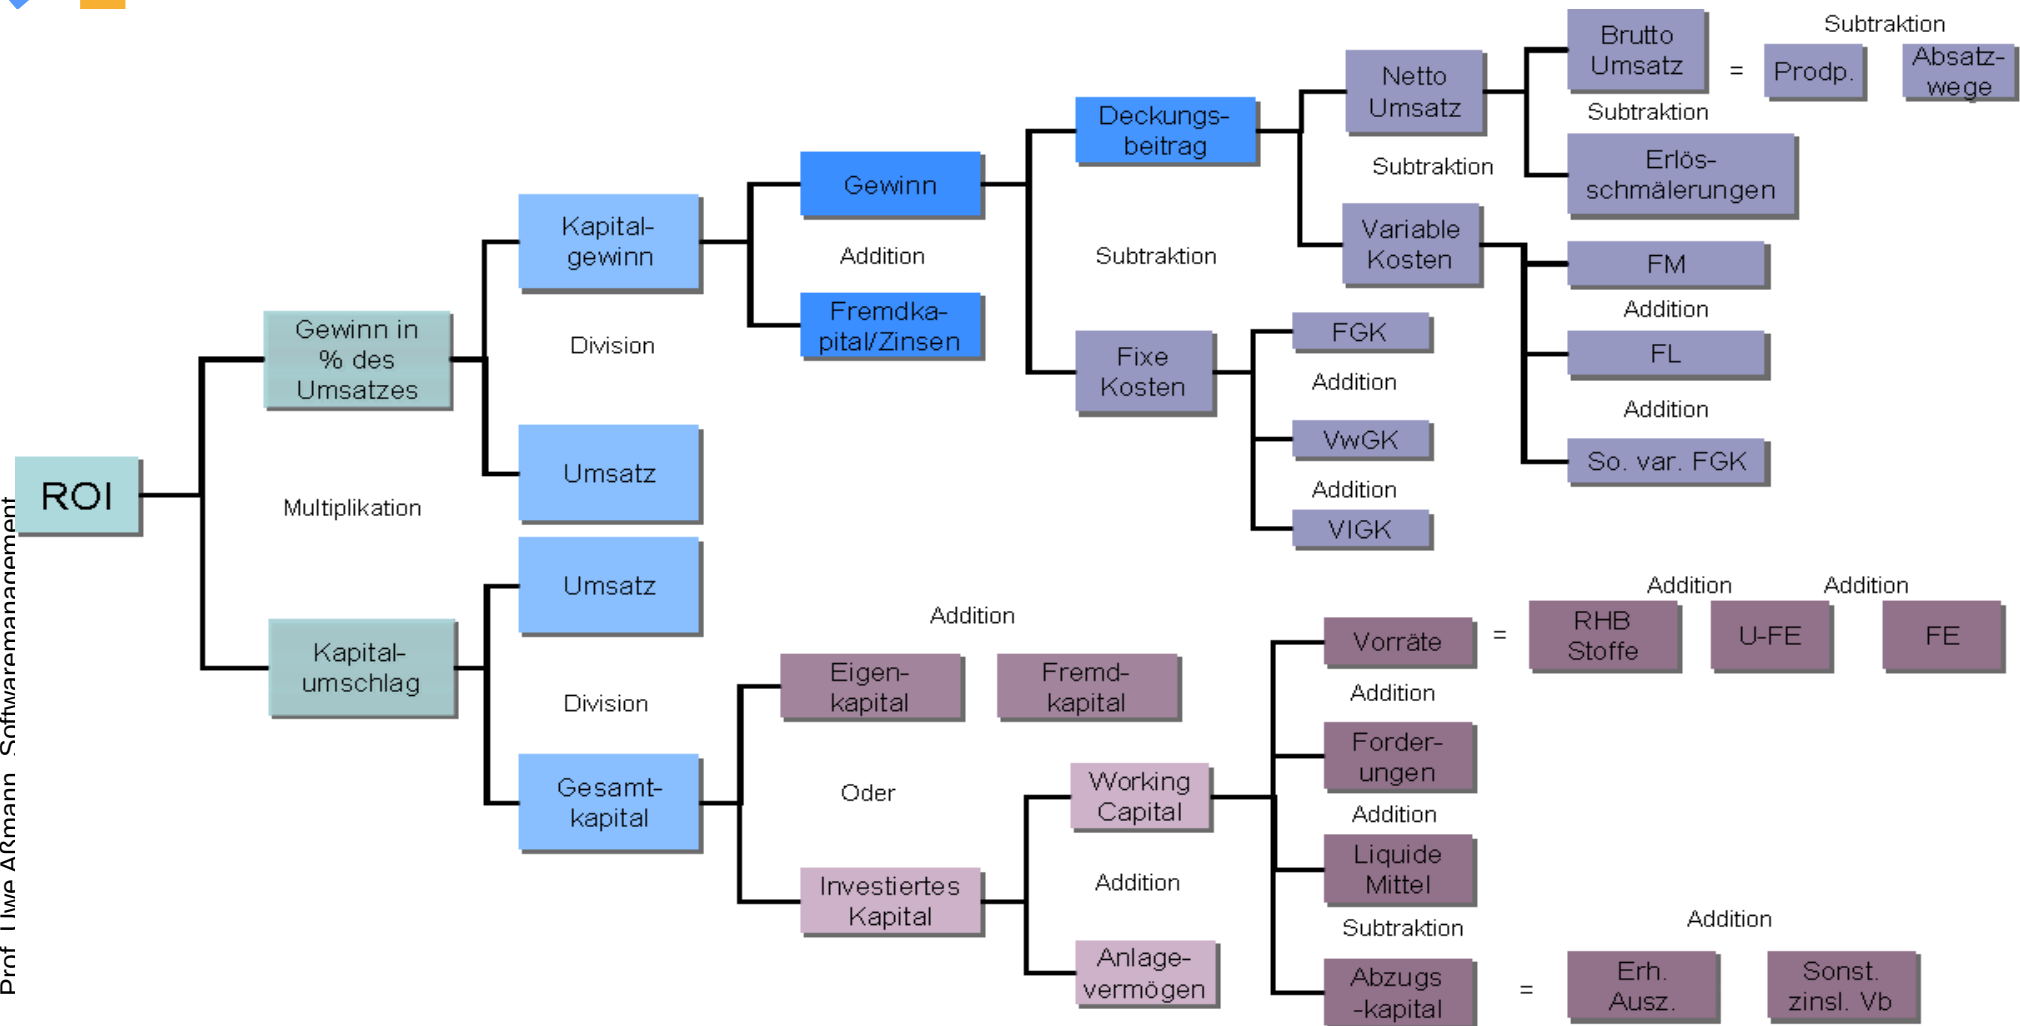 Subtraktion
Brutto
Umsatz
=
Prodp.
Absatz-
wege
Netto
Umsatz
Subtraktion
Deckungs-
beitrag
Subtraktion
Erlös-
schmälerungen
Gewinn
Variable
Kosten
Kapital-
gewinn
Addition
Subtraktion
FM
Addition
Fremdka-
pital/Zinsen
Gewinn in
% des
Umsatzes
Division
FGK
Fixe
Kosten
Addition
FL
Addition
VwGK
Umsatz
So. var. FGK
ROI
Multiplikation
Addition
VIGK
Umsatz
Addition
Addition
Addition
Vorräte
=
RHB
Stoffe
U-FE
FE
Kapital-
umschlag
Eigen-
kapital
Fremd-
kapital
Addition
Division
Forder-
ungen
Gesamt-
kapital
Oder
Working
Capital
Addition
Liquide
Mittel
Investiertes
Kapital
Addition
Subtraktion
Addition
Anlage-
vermögen
Abzugs
-kapital
=
Erh.
Ausz.
Sonst.
zinsl. Vb
Prof. Uwe Aßmann, Softwaremanagement